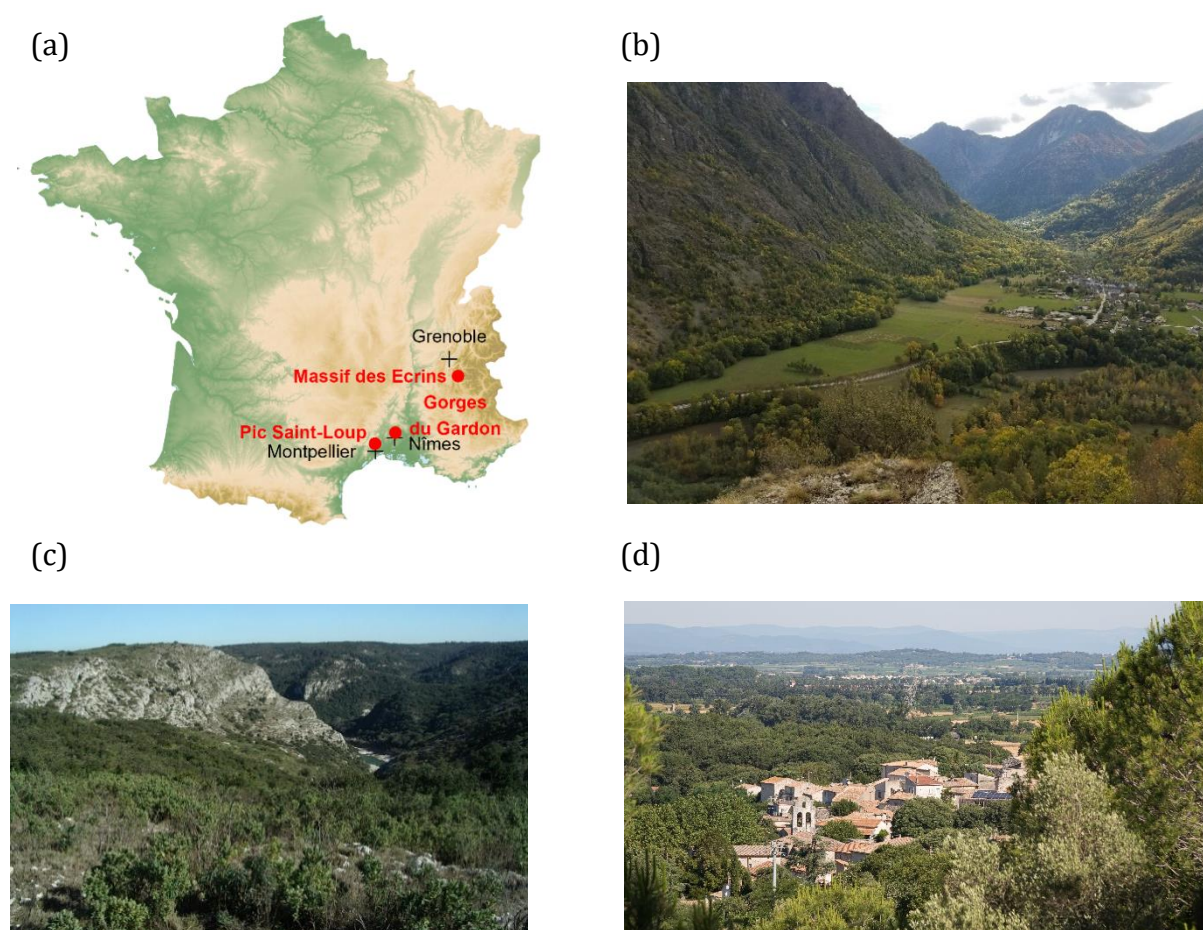 (a)
(b)
Grenoble
Massif des Ecrins
Gorges
du Gardon
Pic Saint-Loup
Montpellier
Nîmes
(c)
(d)